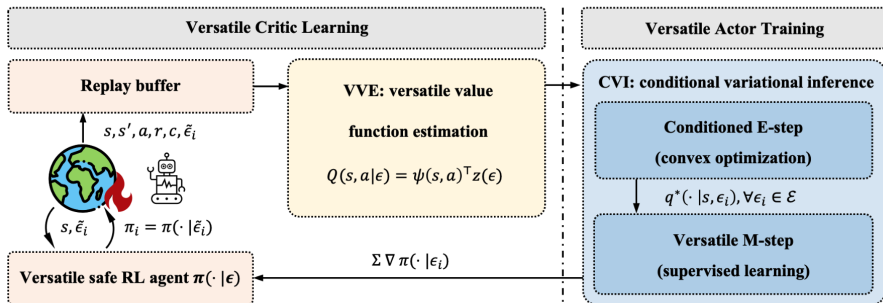 Versatile Critic Learning
Versatile Actor Training
Replay buffer
s, s′, a, r, c, ε̃ᵢ
s, ε̃ᵢ
πᵢ = π(· |ε̃ᵢ)
Versatile safe RL agent π(· |ϵ)
VVE: versatile value
function estimation
Q(s, a|ϵ) = ψ(s, a)ᵀz(ϵ)
CVI: conditional variational inference
Conditioned E-step
(convex optimization)
q*(· |s, ϵᵢ), ∀ϵᵢ ∈ ℰ
Versatile M-step
(supervised learning)
Σ ∇ π(· |ϵᵢ)